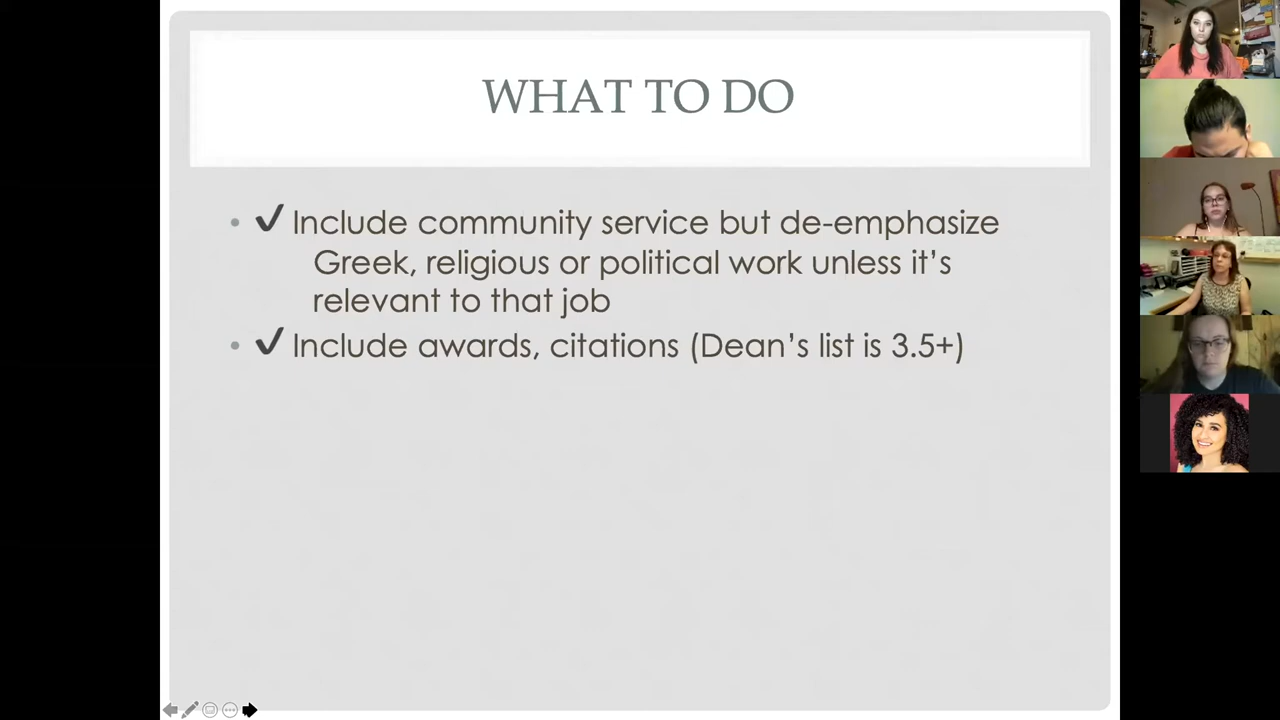 WHAT TO DO
• ✔ Include community service but de-emphasize
Greek, religious or political work unless it’s
relevant to that job
• ✔ Include awards, citations (Dean’s list is 3.5+)